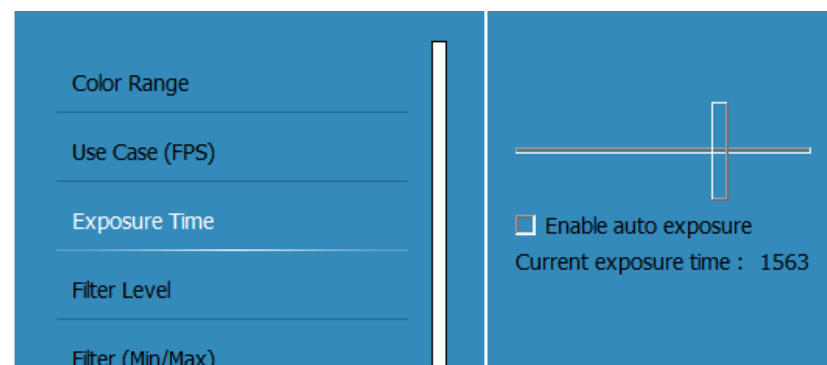 Color Range
Use Case (FPS)
Exposure Time
Filter Level
Filter (Min/Max)
Enable auto exposure
Current exposure time : 1563